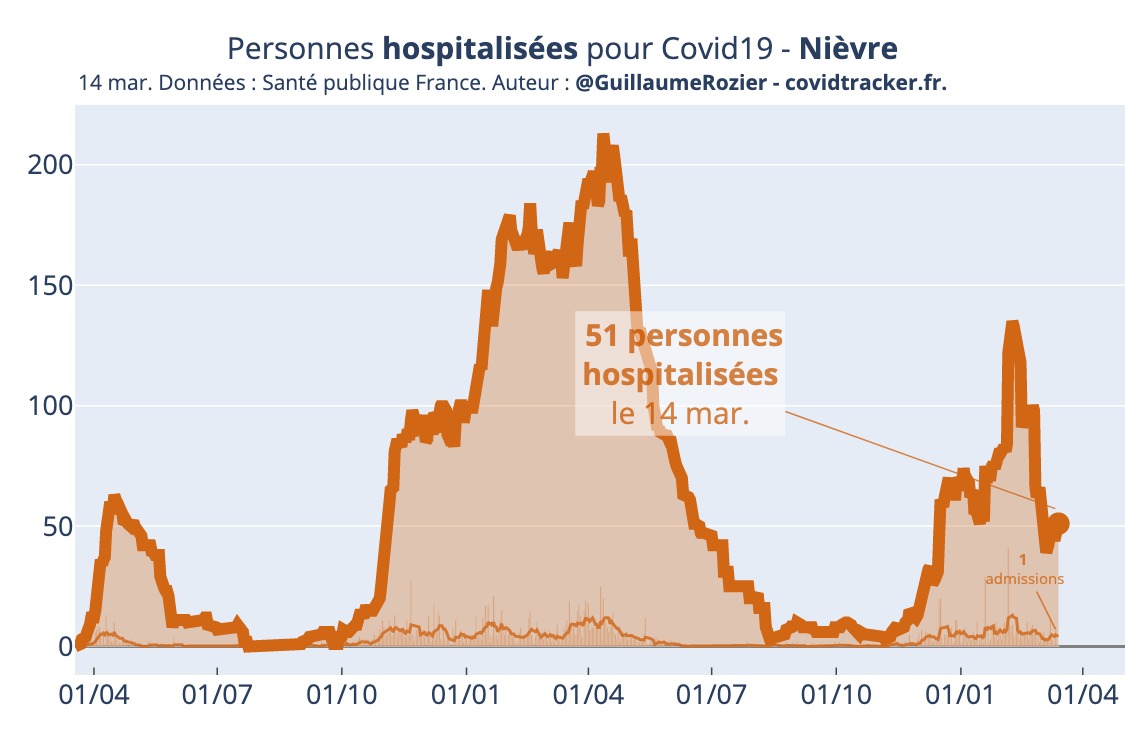 Personnes hospitalisées pour Covid19 - Nièvre
14 mar. Données : Santé publique France. Auteur : @GuillaumeRozier - covidtracker.fr.
200
150
100
50
0
51 personnes
hospitalisées
le 14 mar.
1
admissions
01/04 01/07 01/10 01/01 01/04 01/07 01/10 01/01 01/04